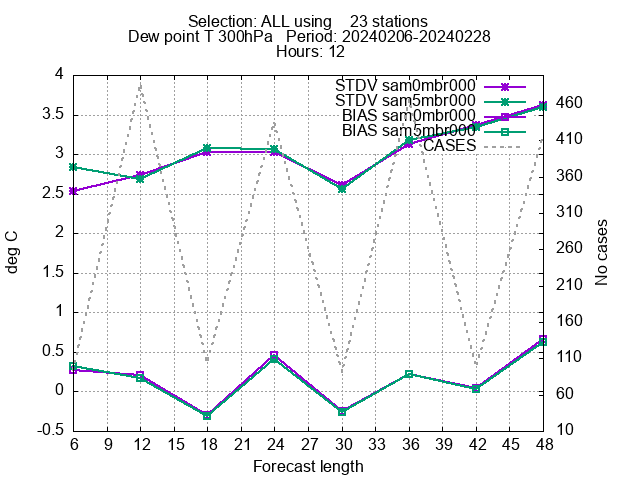 Selection: ALL using    23 stations
Dew point T 300hPa   Period: 20240206-20240228
Hours: 12
STDV sam0mbr000
STDV sam5mbr000
BIAS sam0mbr000
BIAS sam5mbr000
CASES
deg C
4
3.5
3
2.5
2
1.5
1
0.5
0
-0.5
No cases
460
410
360
310
260
210
160
110
60
10
6 9 12 15 18 21 24 27 30 33 36 39 42 45 48
Forecast length